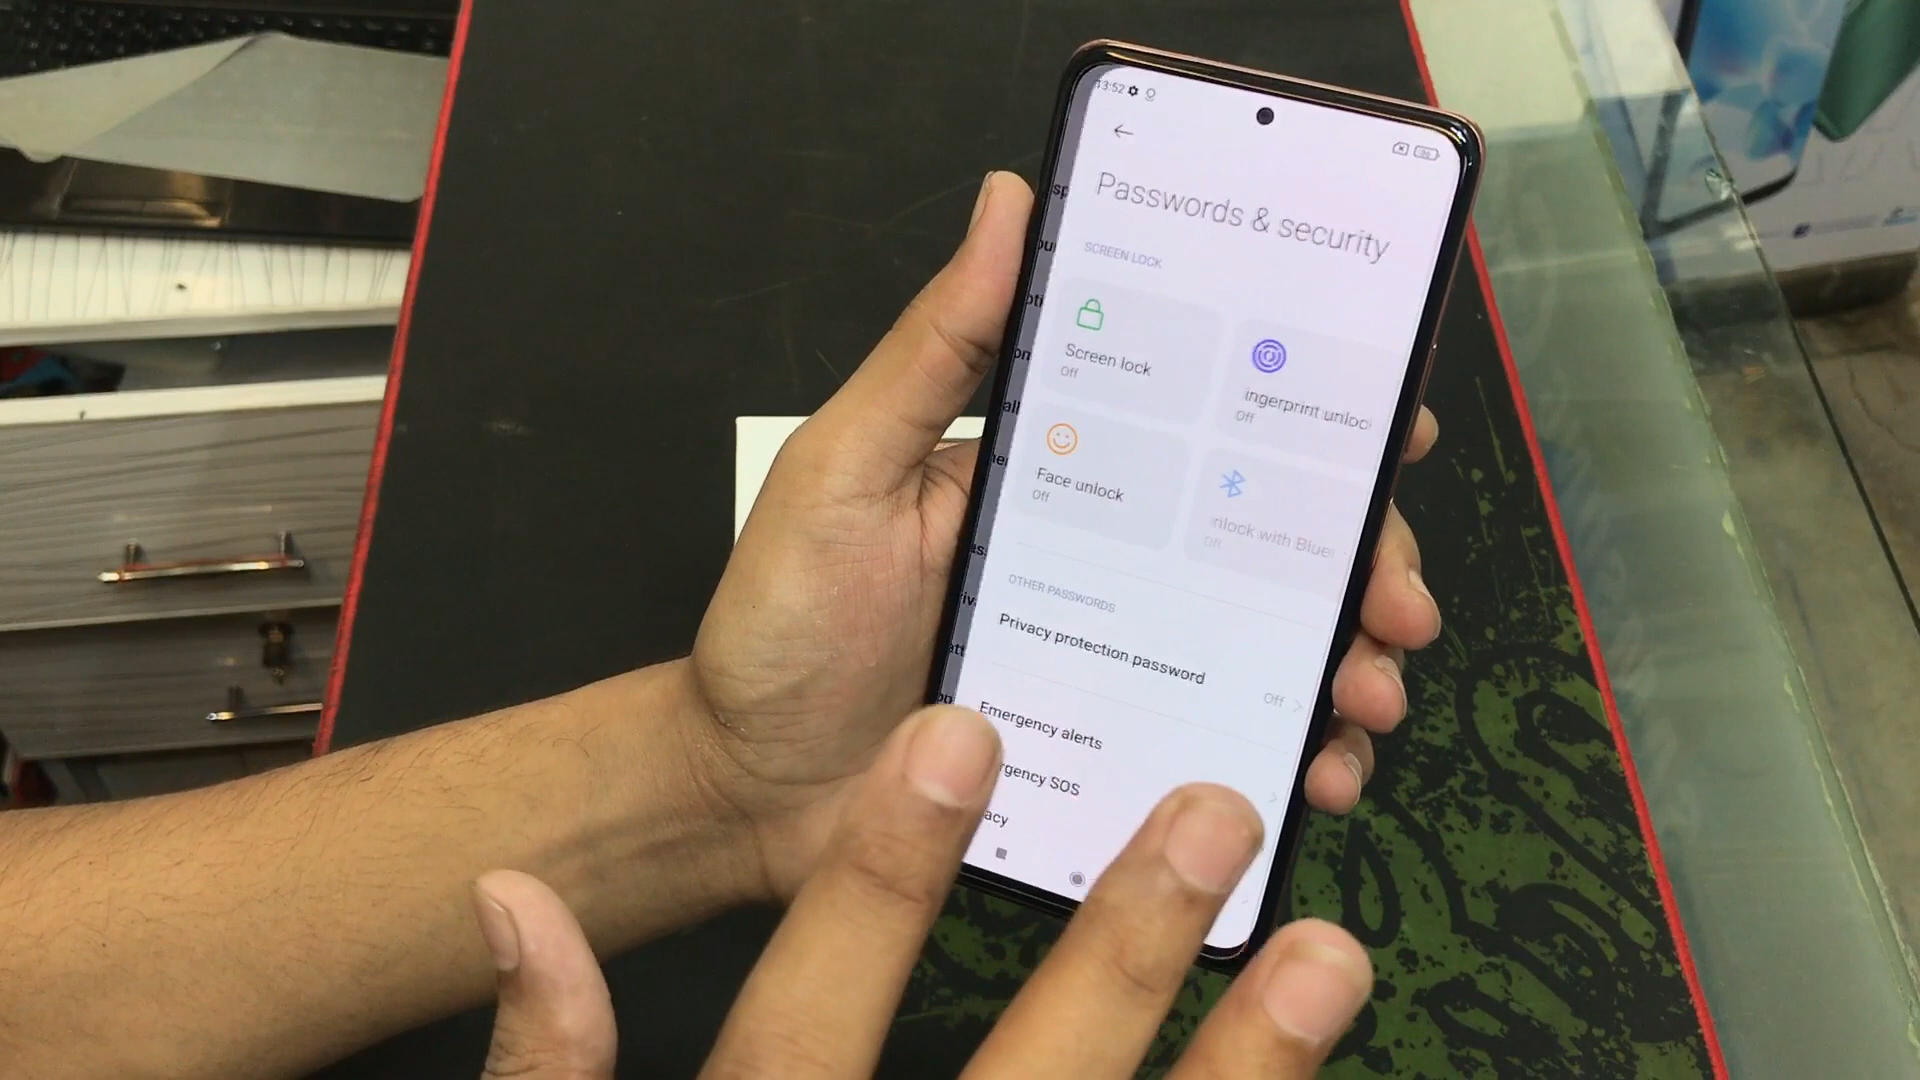 13:52
Passwords & security
SCREEN LOCK
Screen lock
Off
ingerprint unloc
Off
Face unlock
Off
nlock with Blue
Off
OTHER PASSWORDS
Privacy protection password
Off
Emergency alerts
rgency SOS
acy